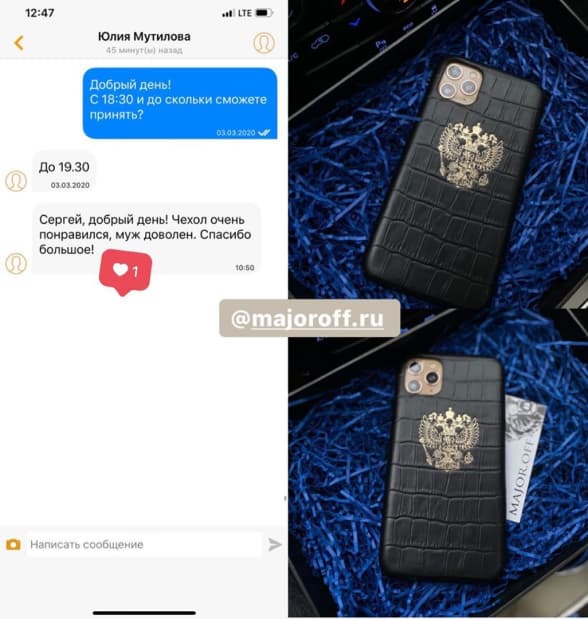 12:47
LTE
Юлия Мутилова
45 минут(ы) назад
Добрый день!
С 18:30 и до скольки сможете
принять?
03.03.2020
До 19.30
03.03.2020
Сергей, добрый день! Чехол очень
понравился, муж доволен. Спасибо
большое!
10:50
1
Написать сообщение
@majoroff.ru
MAJOR.OFF